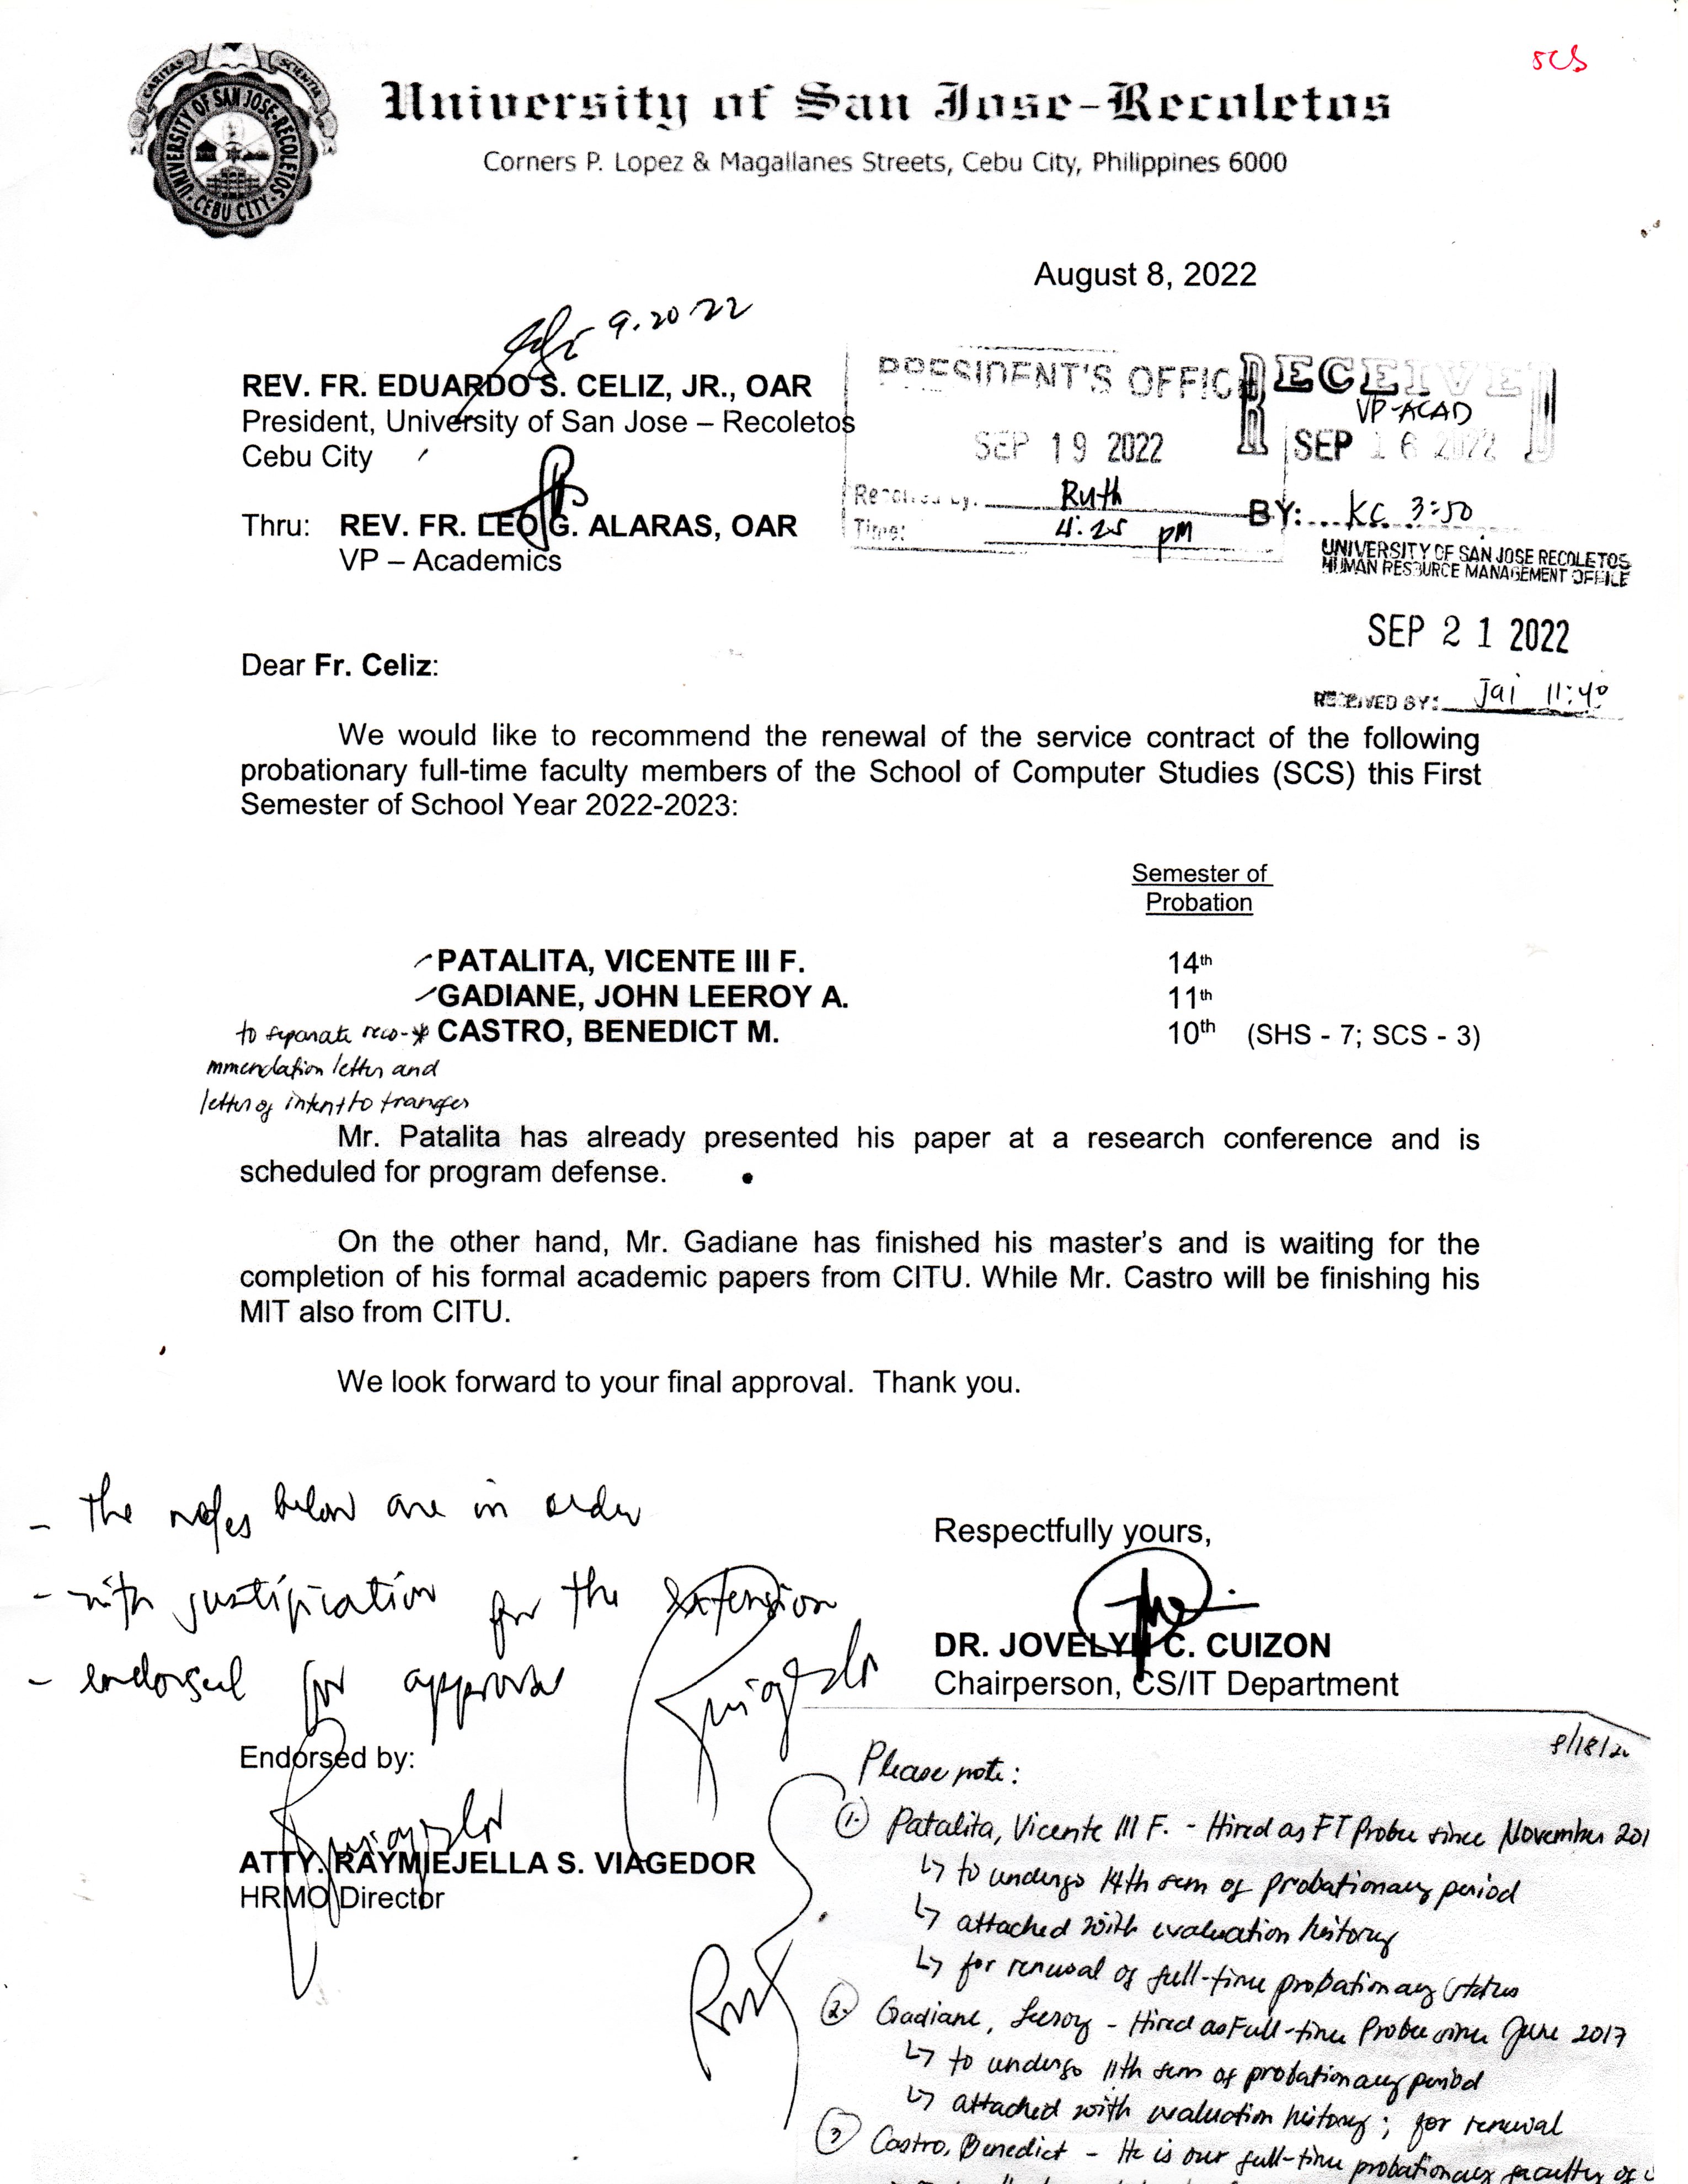 scs
CARITAS SCIENTIA
UNIVERSITY OF SAN JOSE-RECOLETOS
CEBU CITY
University of San Jose-Recoletos
Corners P. Lopez & Magallanes Streets, Cebu City, Philippines 6000
August 8, 2022
9.20 22
REV. FR. EDUARDO S. CELIZ, JR., OAR
President, University of San Jose – Recoletos
Cebu City
Thru: REV. FR. LEO G. ALARAS, OAR
VP – Academics
PRESIDENT'S OFFIC
SEP 19 2022
Received by. Ruth
Time: 4:25 pm
RECEIVED
VP-ACAD
SEP 16 2022
BY: KC 3:50
UNIVERSITY OF SAN JOSE RECOLETOS
HUMAN RESOURCE MANAGEMENT OFFICE
SEP 21 2022
RECEIVED BY: Jai 11:40
Dear Fr. Celiz:
We would like to recommend the renewal of the service contract of the following
probationary full-time faculty members of the School of Computer Studies (SCS) this First
Semester of School Year 2022-2023:
Semester of
Probation
PATALITA, VICENTE III F. 14th
GADIANE, JOHN LEEROY A. 11th
to separate reco-* CASTRO, BENEDICT M. 10th (SHS - 7; SCS - 3)
mmendation letter and
letter of intent to transfer
Mr. Patalita has already presented his paper at a research conference and is
scheduled for program defense.
On the other hand, Mr. Gadiane has finished his master's and is waiting for the
completion of his formal academic papers from CITU. While Mr. Castro will be finishing his
MIT also from CITU.
We look forward to your final approval. Thank you.
- the notes below are in order
- with justification for the extension
- endorsed for approval
Respectfully yours,
DR. JOVELYN C. CUIZON
Chairperson, CS/IT Department
Endorsed by:
ATTY. RAYMIEJELLA S. VIAGEDOR
HRMO Director
Please note:
1. Patalita, Vicente III F. - Hired as FT Probee since November 201
↳ to undergo 14th sem of probationary period
↳ attached with evaluation history
↳ for renewal of full-time probationary status
2. Gadiane, Leeroy - Hired as Full-time Probee since June 2017
↳ to undergo 11th sem of probationary period
↳ attached with evaluation history; for renewal
3 Castro, Benedict - He is our full-time probationary faculty of